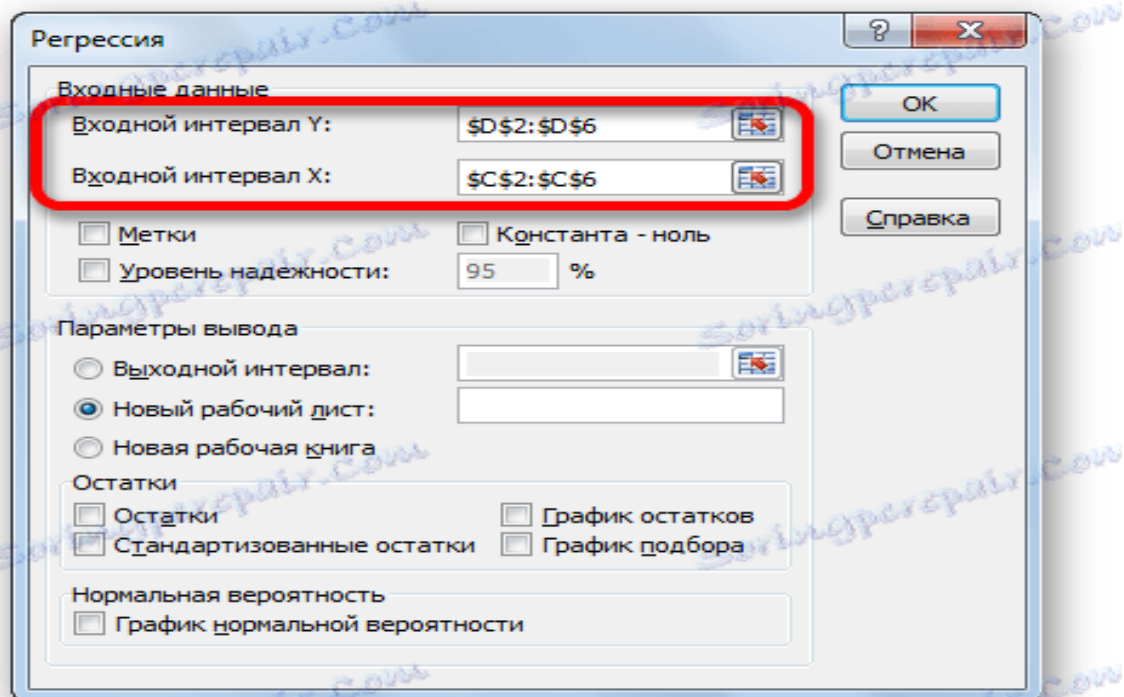 Регрессия
Входные данные
Входной интервал Y: $D$2:$D$6
Входной интервал X: $C$2:$C$6
Метки Константа - ноль
Уровень надежности: 95 %
Параметры вывода
Выходной интервал:
Новый рабочий лист:
Новая рабочая книга
Остатки
Остатки График остатков
Стандартизованные остатки График подбора
Нормальная вероятность
График нормальной вероятности
?
OK
Отмена
Справка
Soringpcrepair.com